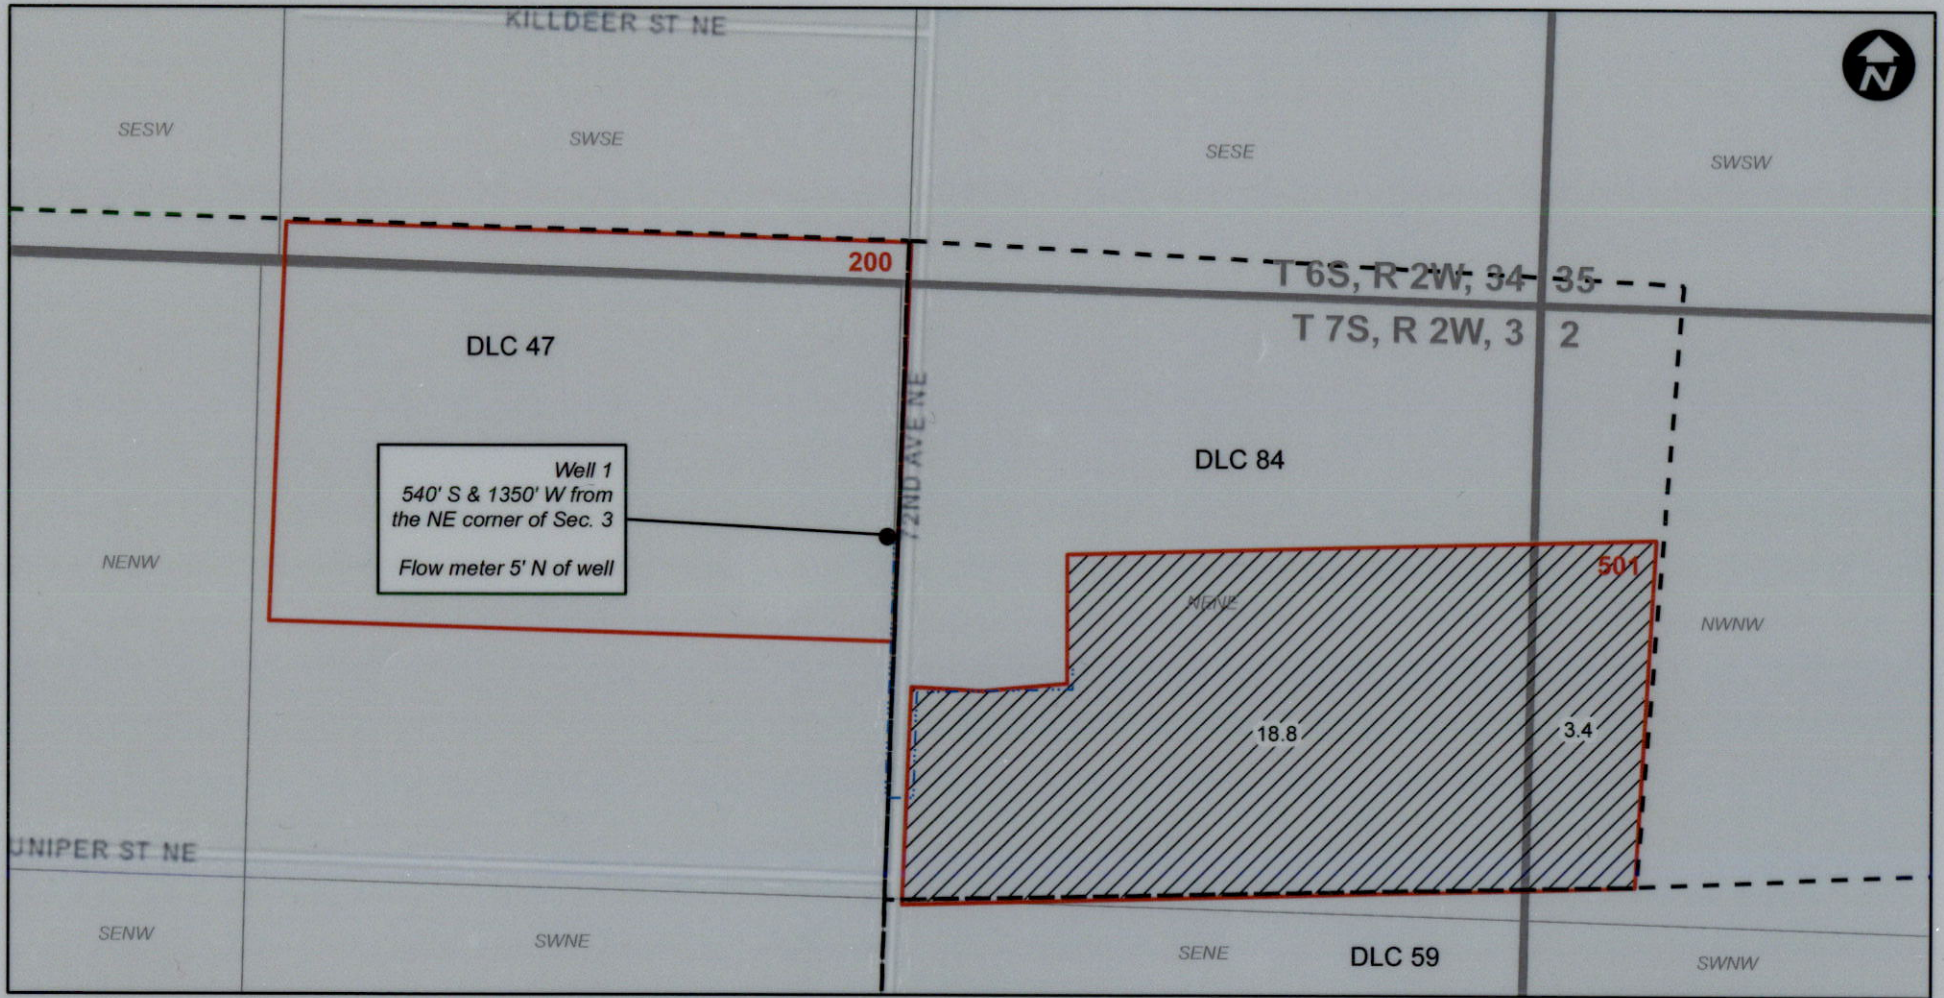 KILLDEER ST NE
N
SESW
SWSE
SESE
SWSW
200
T 6S, R 2W, 34 35
T 7S, R 2W, 3 2
DLC 47
72ND AVE NE
DLC 84
Well 1
540' S & 1350' W from
the NE corner of Sec. 3
Flow meter 5' N of well
NENW
501
NENE
NWNW
18.8
3.4
UNIPER ST NE
SENW
SWNE
SENE
DLC 59
SWNW